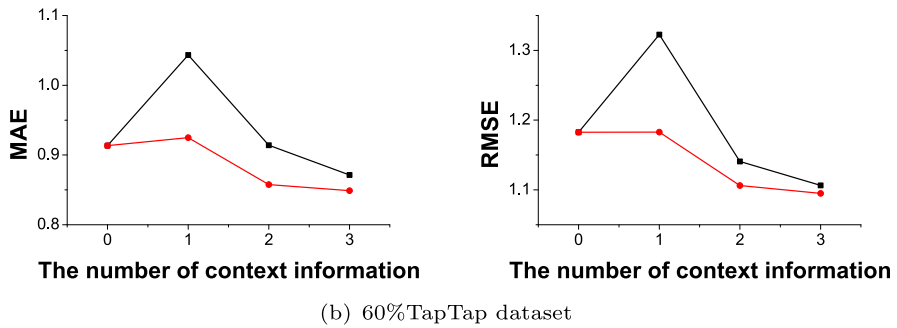 1.1
1.0
0.9
0.8
MAE
0 1 2 3
The number of context information
1.3
1.2
1.1
RMSE
0 1 2 3
The number of context information
(b) 60%TapTap dataset